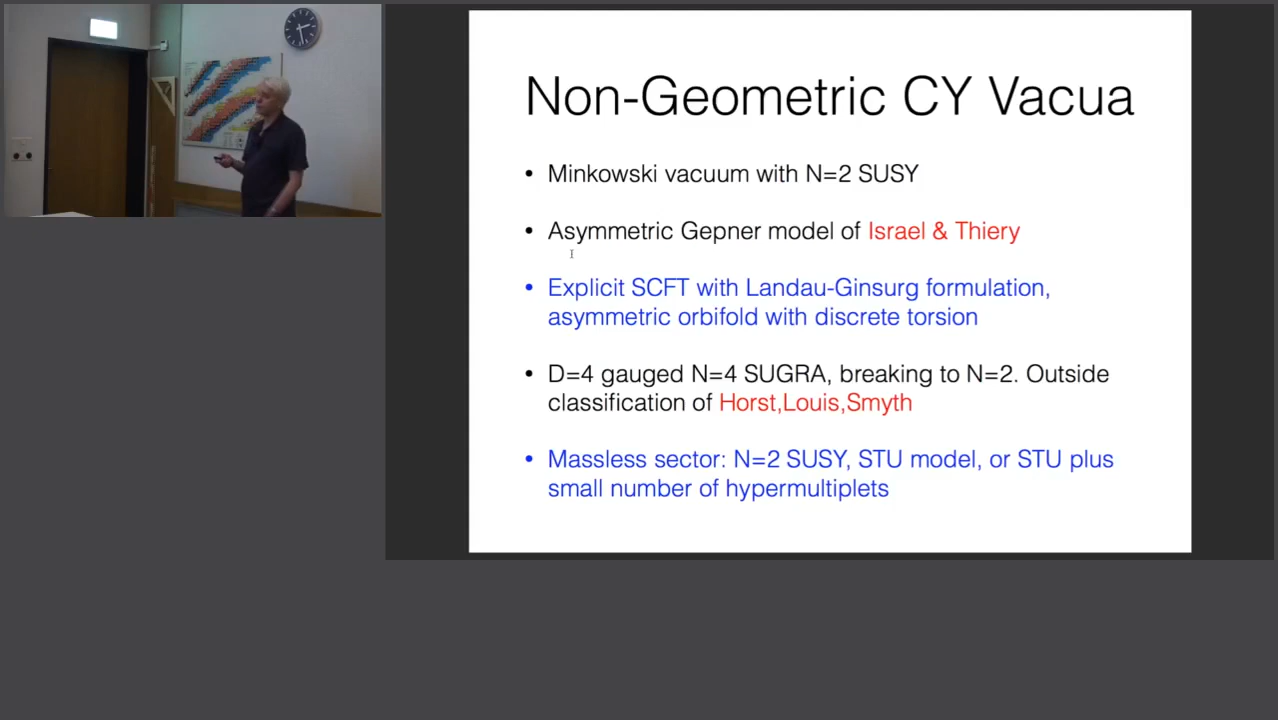 Non-Geometric CY Vacua
• Minkowski vacuum with N=2 SUSY
• Asymmetric Gepner model of Israel & Thiery
• Explicit SCFT with Landau-Ginsurg formulation,
asymmetric orbifold with discrete torsion
• D=4 gauged N=4 SUGRA, breaking to N=2. Outside
classification of Horst,Louis,Smyth
• Massless sector: N=2 SUSY, STU model, or STU plus
small number of hypermultiplets